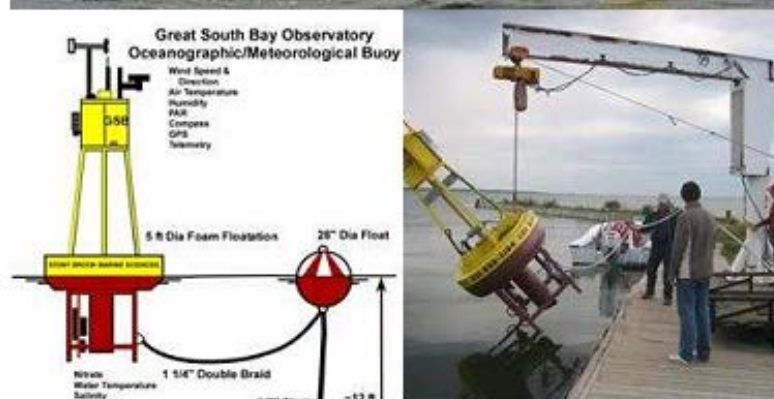 Great South Bay Observatory
Oceanographic/Meteorological Buoy
Wind Speed &
Direction
Air Temperature
Humidity
PAR
Compass
GPS
Telemetry
GSB
5 ft Dia Foam Floatation
28" Dia Float
STONY BROOK MARINE SCIENCES
1 1/4" Double Braid
Nitrate
Water Temperature
Salinity
~12 ft